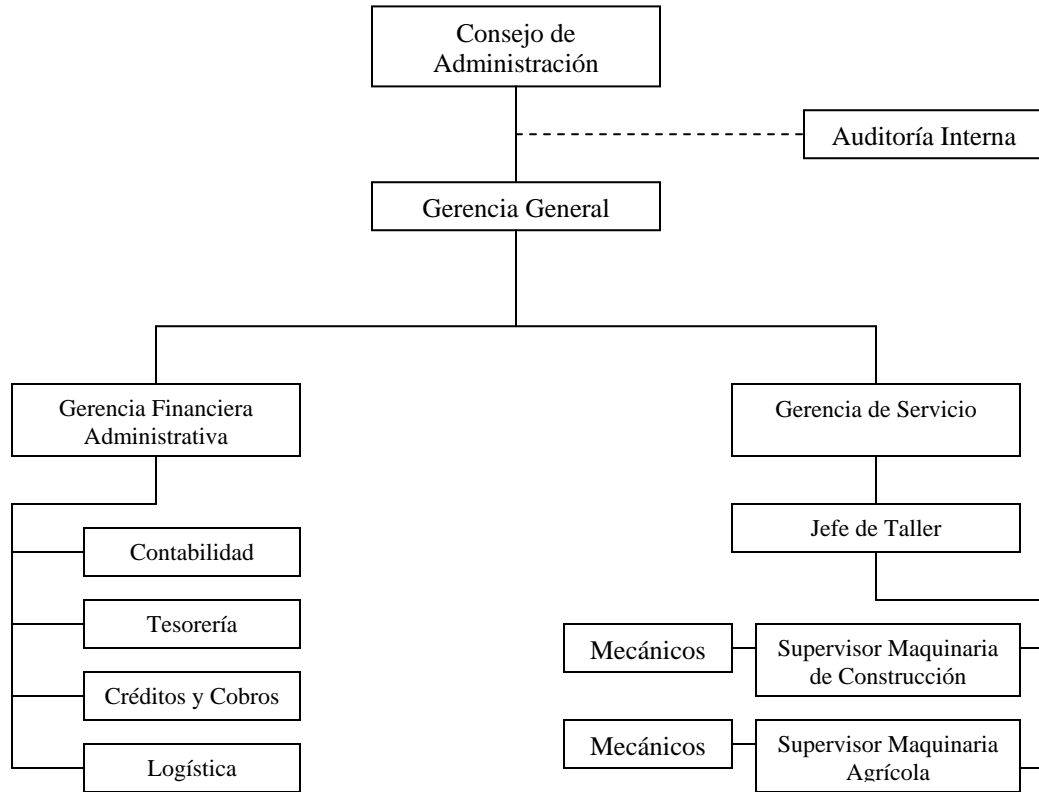 Consejo de
Administración
Auditoría Interna
Gerencia General
Gerencia Financiera
Administrativa
Gerencia de Servicio
Contabilidad
Jefe de Taller
Tesorería
Mecánicos
Supervisor Maquinaria
de Construcción
Créditos y Cobros
Mecánicos
Supervisor Maquinaria
Agrícola
Logística